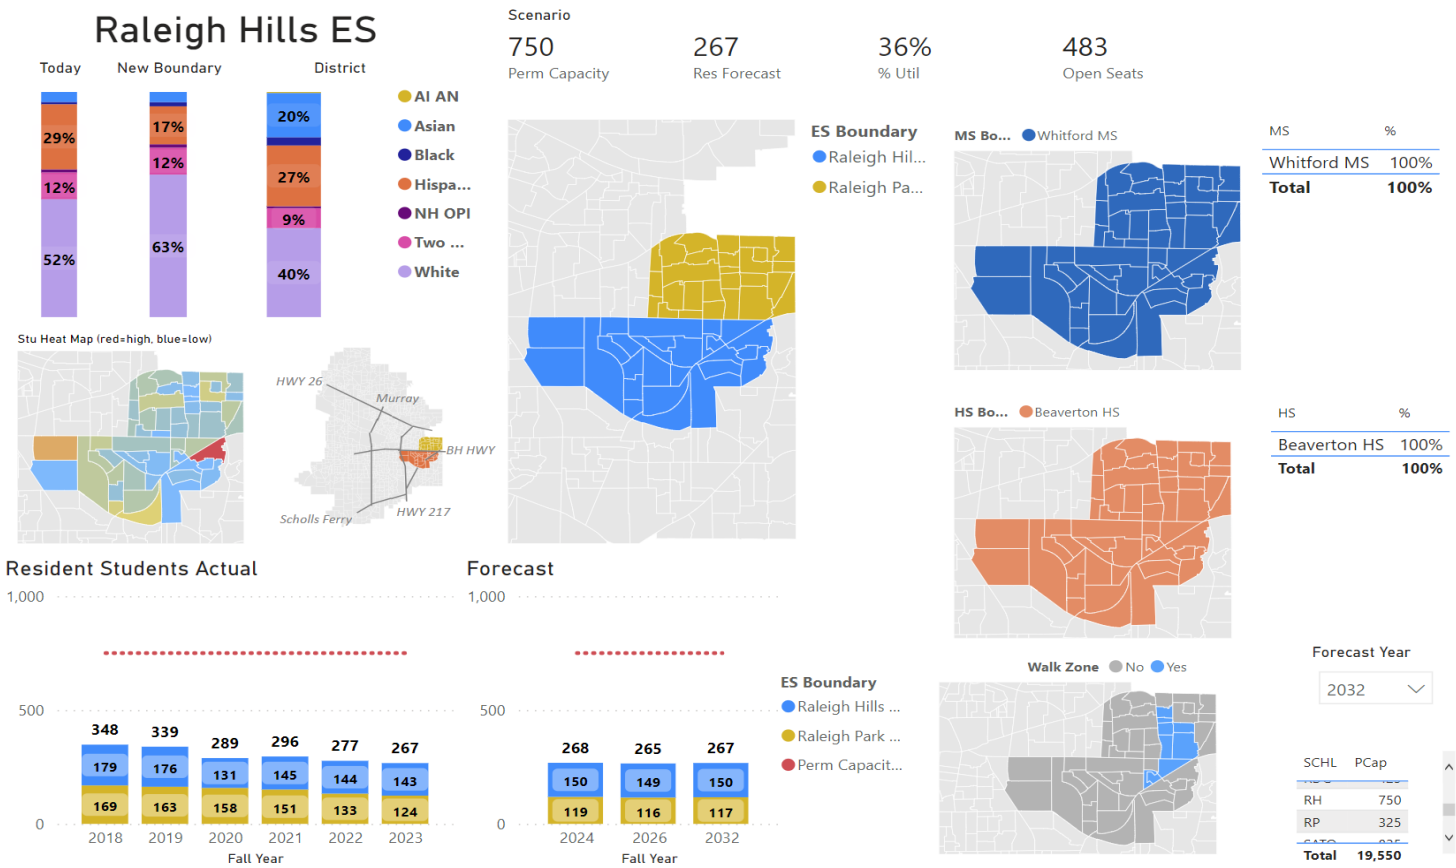 Raleigh Hills ES
Today
New Boundary
District
29%
12%
52%
17%
12%
63%
20%
27%
9%
40%
AI AN
Asian
Black
Hispa...
NH OPI
Two ...
White
Scenario
750
Perm Capacity
267
Res Forecast
36%
% Util
483
Open Seats
ES Boundary
Raleigh Hil...
Raleigh Pa...
MS Bo...
Whitford MS
MS %
Whitford MS 100%
Total 100%
Stu Heat Map (red=high, blue=low)
HWY 26
Murray
BH HWY
HWY 217
Scholls Ferry
HS Bo...
Beaverton HS
HS %
Beaverton HS 100%
Total 100%
Resident Students Actual
1,000
500
0
348
339
289
296
277
267
179
176
131
145
144
143
169
163
158
151
133
124
2018
2019
2020
2021
2022
2023
Fall Year
Forecast
1,000
500
0
268
265
267
150
149
150
119
116
117
2024
2026
2032
Fall Year
ES Boundary
Raleigh Hills ...
Raleigh Park ...
Perm Capacit...
Walk Zone
No
Yes
Forecast Year
2032
SCHL PCap
RH 750
RP 325
Total 19,550